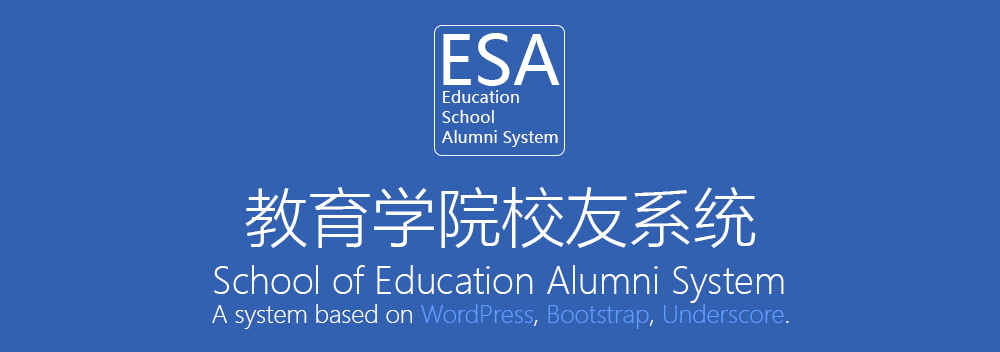 ESA
Education
School
Alumni System
教育学院校友系统
School of Education Alumni System
A system based on WordPress, Bootstrap, Underscore.